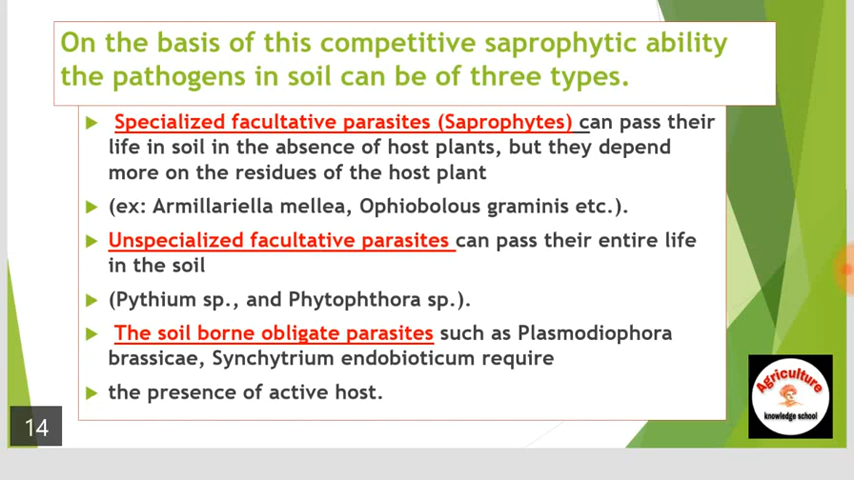 On the basis of this competitive saprophytic ability
the pathogens in soil can be of three types.
Specialized facultative parasites (Saprophytes) can pass their
life in soil in the absence of host plants, but they depend
more on the residues of the host plant
(ex: Armillariella mellea, Ophiobolous graminis etc.).
Unspecialized facultative parasites can pass their entire life
in the soil
(Pythium sp., and Phytophthora sp.).
The soil borne obligate parasites such as Plasmodiophora
brassicae, Synchytrium endobioticum require
the presence of active host.
14
Agriculture
knowledge school